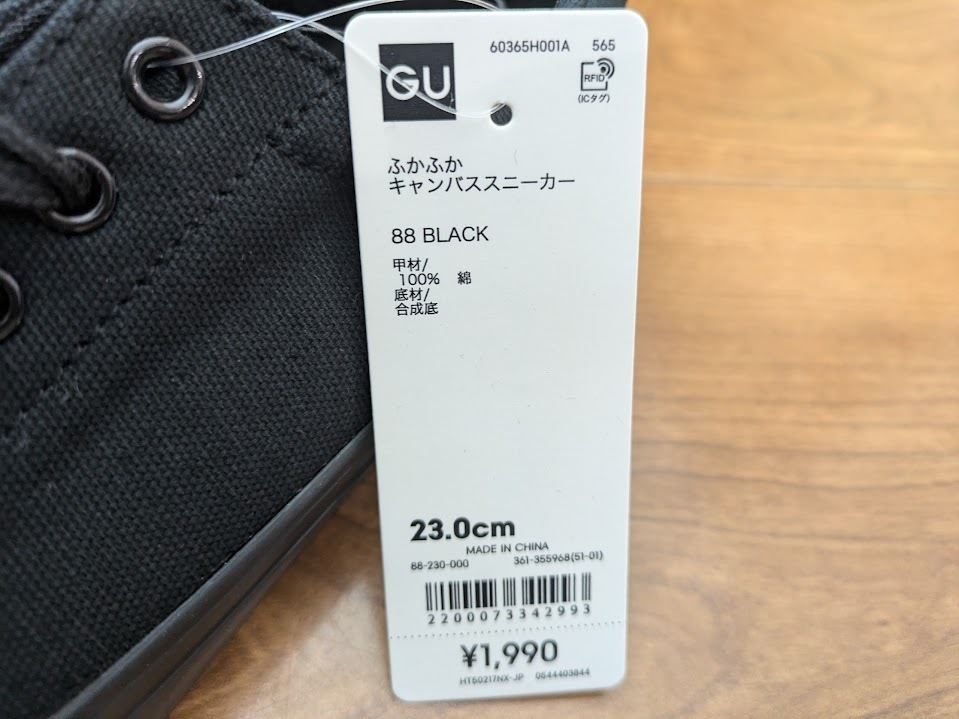 GU
60365H001A 565
RFID
(ICタグ)
ふかふか
キャンバススニーカー
88 BLACK
甲材/
100% 綿
底材/
合成底
23.0cm
MADE IN CHINA
88-230-000 361-355968(51-01)
2200073342993
¥1,990
HT50217NX-JP 0544403844